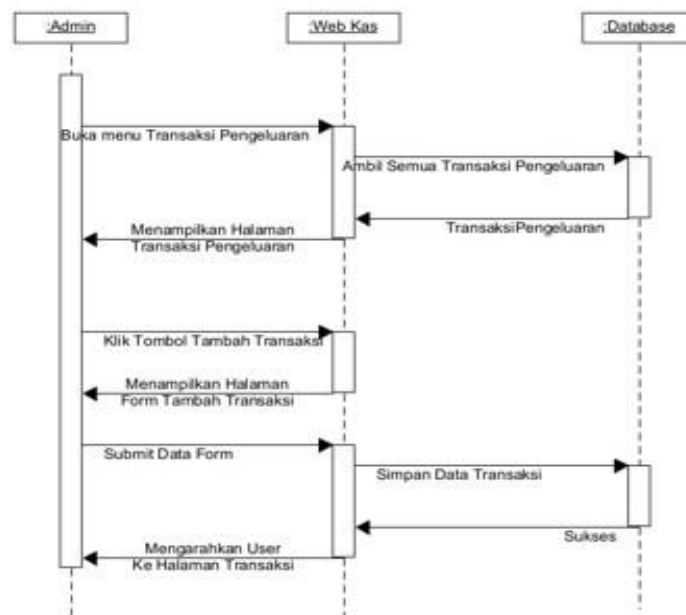 :Admin
:Web Kas
:Database
Buka menu Transaksi Pengeluaran
Ambil Semua Transaksi Pengeluaran
TransaksiPengeluaran
Menampilkan Halaman
Transaksi Pengeluaran
Klik Tombol Tambah Transaksi
Menampilkan Halaman
Form Tambah Transaksi
Submit Data Form
Simpan Data Transaksi
Sukses
Mengarahkan User
Ke Halaman Transaksi